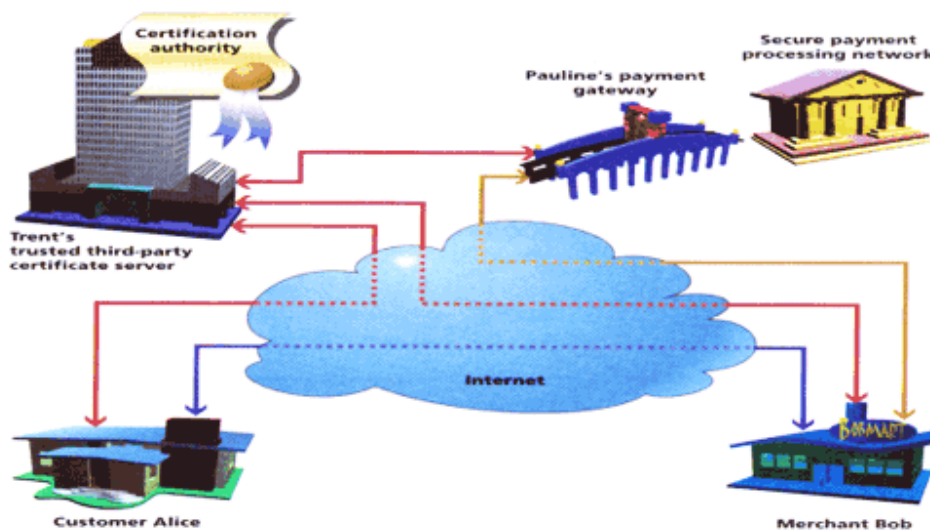 Certification
authority
Secure payment
processing network
Pauline's payment
gateway
Trent's
trusted third-party
certificate server
Internet
BOBMART
Customer Alice
Merchant Bob